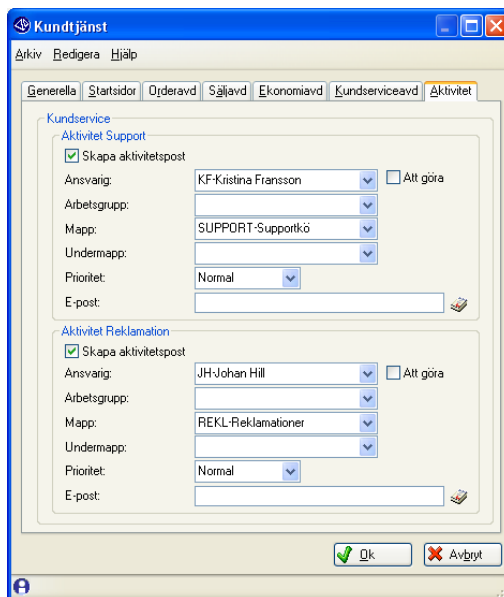 Kundtjänst
Arkiv Redigera Hjälp
Generella Startsidor Orderavd Säljavd Ekonomiavd Kundserviceavd Aktivitet
Kundservice
Aktivitet Support
Skapa aktivitetspost
Ansvarig: KF-Kristina Fransson Att göra
Arbetsgrupp:
Mapp: SUPPORT-Supportkö
Undermapp:
Prioritet: Normal
E-post:
Aktivitet Reklamation
Skapa aktivitetspost
Ansvarig: JH-Johan Hill Att göra
Arbetsgrupp:
Mapp: REKL-Reklamationer
Undermapp:
Prioritet: Normal
E-post:
Ok Avbryt